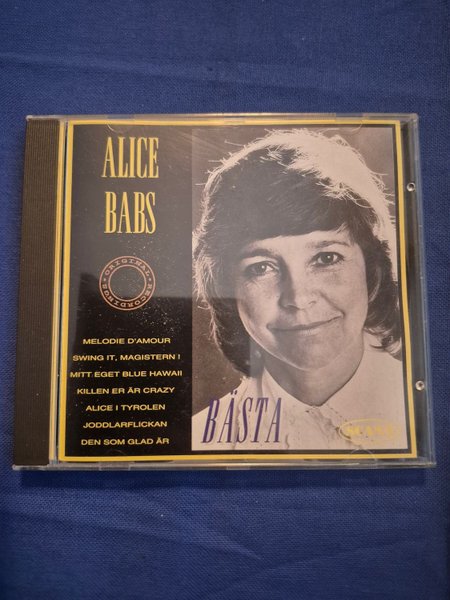 ALICE
BABS
ORIGINAL RECORDINGS
MELODIE D'AMOUR
SWING IT, MAGISTERN!
MITT EGET BLUE HAWAII
KILLEN ER ÄR CRAZY
ALICE I TYROLEN
JODDLARFLICKAN
DEN SOM GLAD ÄR
BÄSTA